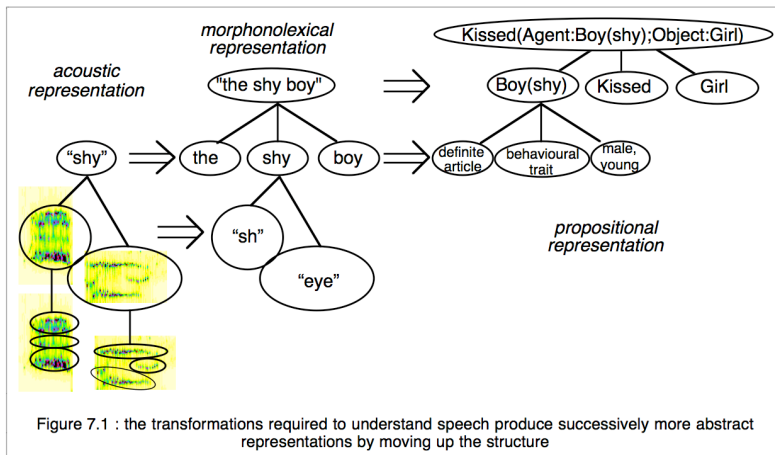 morphonolexical
representation
acoustic
representation
Kissed(Agent:Boy(shy);Object:Girl)
"the shy boy"
Boy(shy)
Kissed
Girl
“shy”
the
shy
boy
definite
article
behavioural
trait
male,
young
“sh”
“eye”
propositional
representation
Figure 7.1 : the transformations required to understand speech produce successively more abstract
representations by moving up the structure